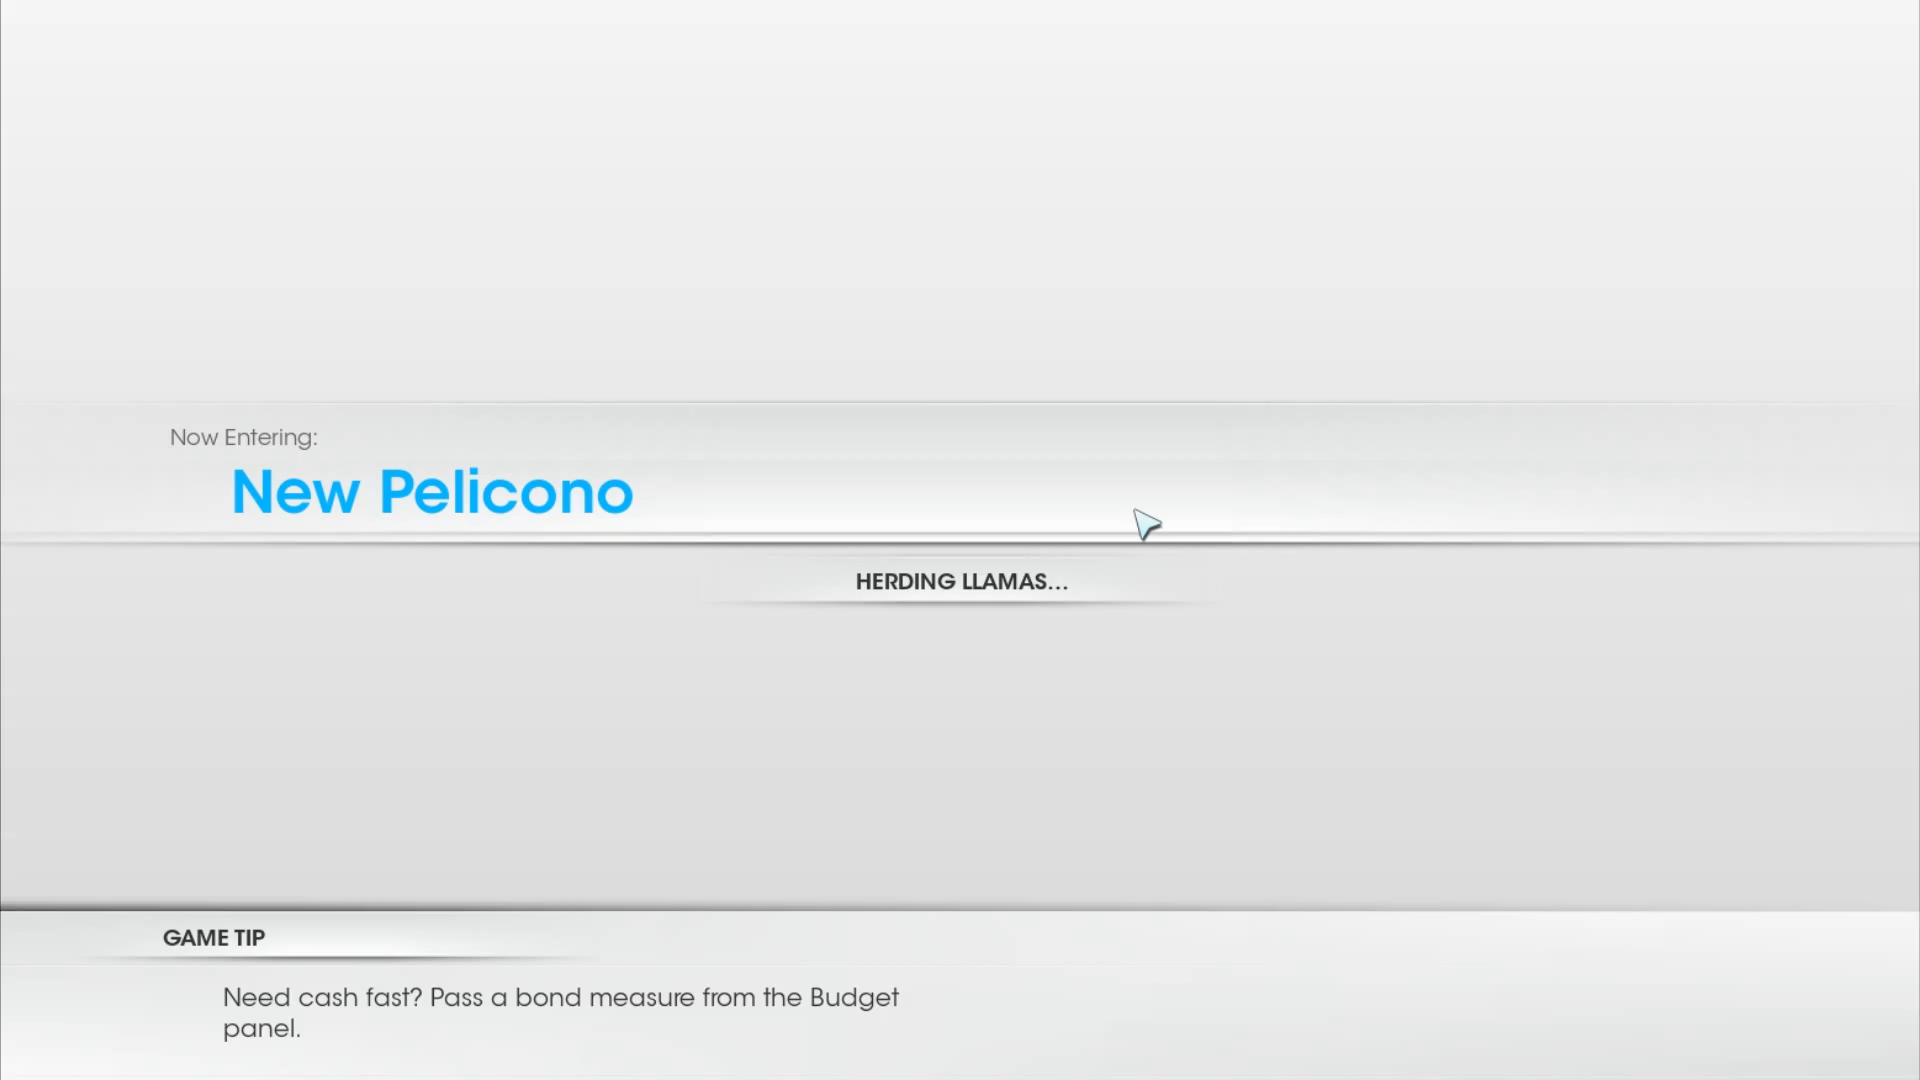 Now Entering:
New Pelicono
HERDING LLAMAS...
GAME TIP
Need cash fast? Pass a bond measure from the Budget
panel.